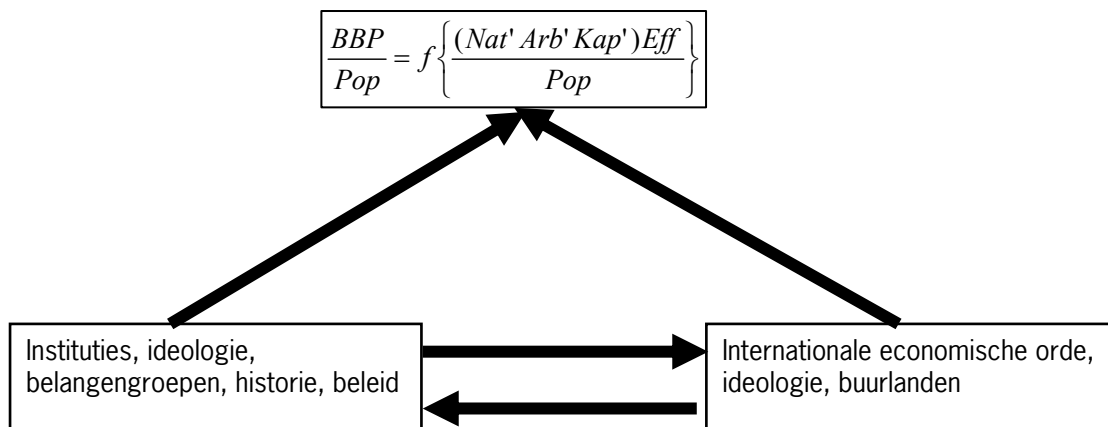 BBP/Pop = f{(Nat' Arb' Kap')Eff/Pop}
Instituties, ideologie,
belangengroepen, historie, beleid
Internationale economische orde,
ideologie, buurlanden